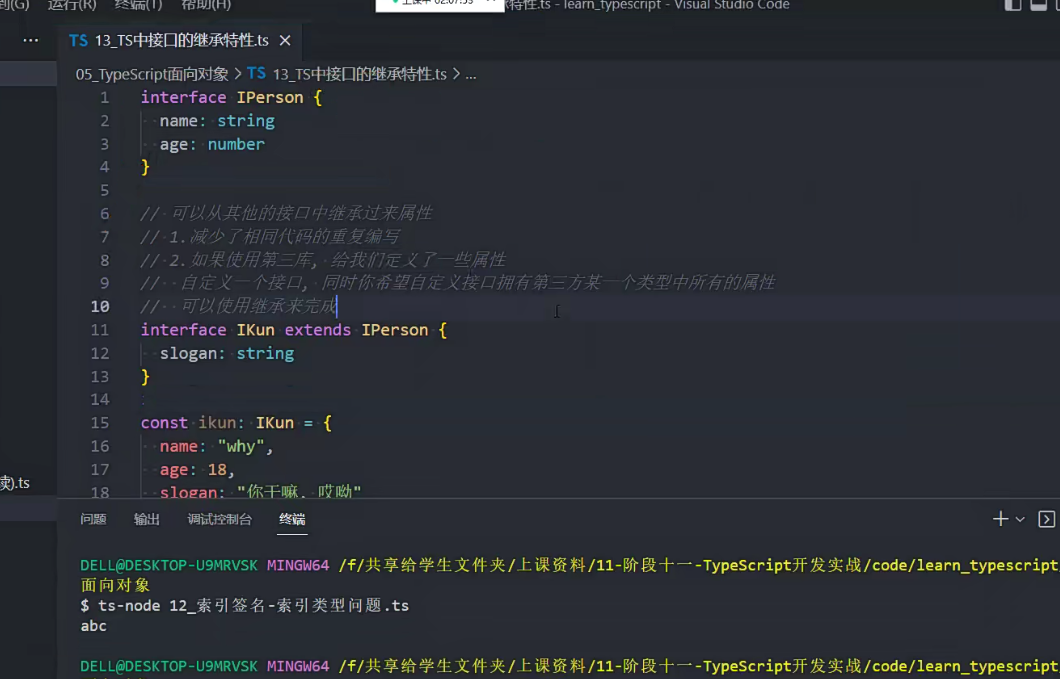 运行(R) 终端(T) 帮助(H)
承特性.ts - learn_typescript - Visual Studio Code
TS 13_TS中接口的继承特性.ts ×
05_TypeScript面向对象 > TS 13_TS中接口的继承特性.ts > ...
1 interface IPerson {
2 name: string
3 age: number
4 }
5
6 // 可以从其他的接口中继承过来属性
7 // 1.减少了相同代码的重复编写
8 // 2.如果使用第三库, 给我们定义了一些属性
9 // 自定义一个接口, 同时你希望自定义接口拥有第三方某一个类型中所有的属性
10 // 可以使用继承来完成
11 interface IKun extends IPerson {
12 slogan: string
13 }
14
15 const ikun: IKun = {
16 name: "why",
17 age: 18,
读).ts
18 slogan: "你干嘛, 哎呦"
问题 输出 调试控制台 终端
DELL@DESKTOP-U9MRVSK MINGW64 /f/共享给学生文件夹/上课资料/11-阶段十一-TypeScript开发实战/code/learn_typescript
面向对象
$ ts-node 12_索引签名-索引类型问题.ts
abc
DELL@DESKTOP-U9MRVSK MINGW64 /f/共享给学生文件夹/上课资料/11-阶段十一-TypeScript开发实战/code/learn_typescript